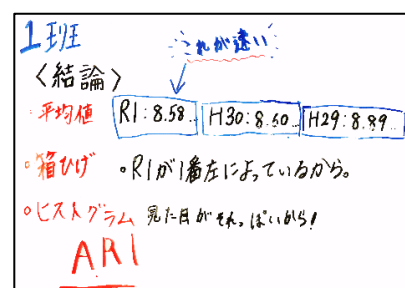 1班
これが速い
〈結論〉
・平均値 R1:8.58.. H30:8.60.. H29:8.89..
・箱ひげ ・R1が1番左によっているから。
・ヒストグラム 見た目がそれっぽいから!
A R1